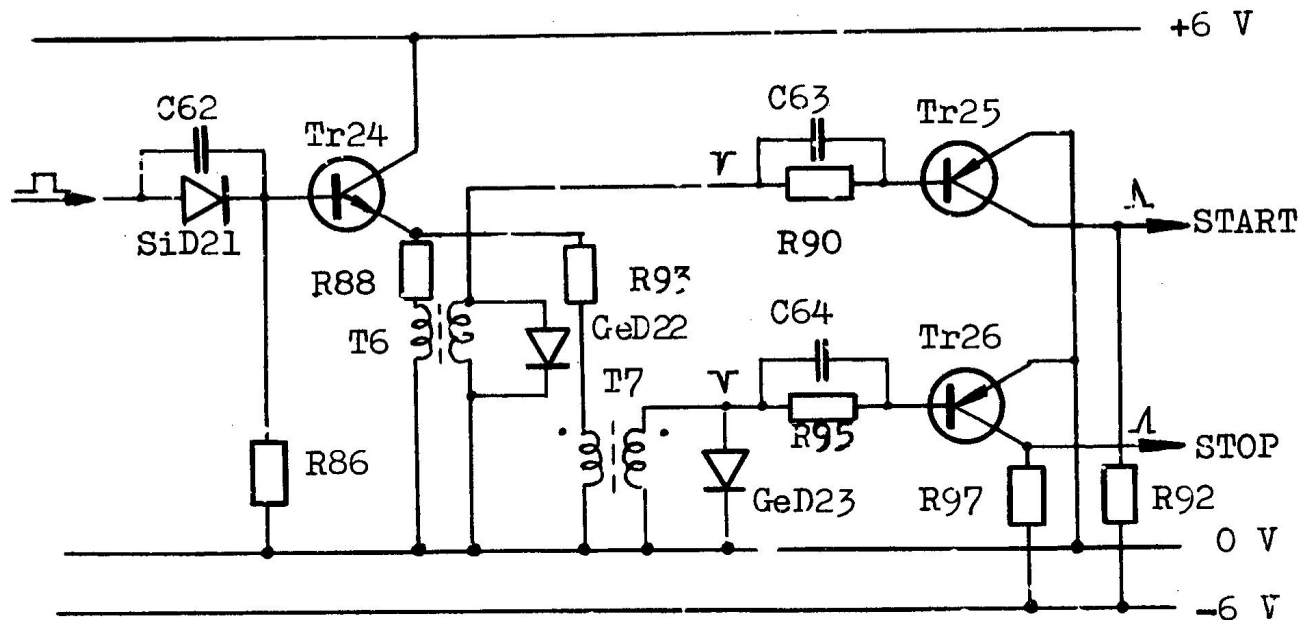 +6 V
C62
Tr24
SiD21
C63
Tr25
R90
START
R88
R93
T6
GeD22
C64
Tr26
T7
R95
STOP
R86
GeD23
R97
R92
0 V
-6 V